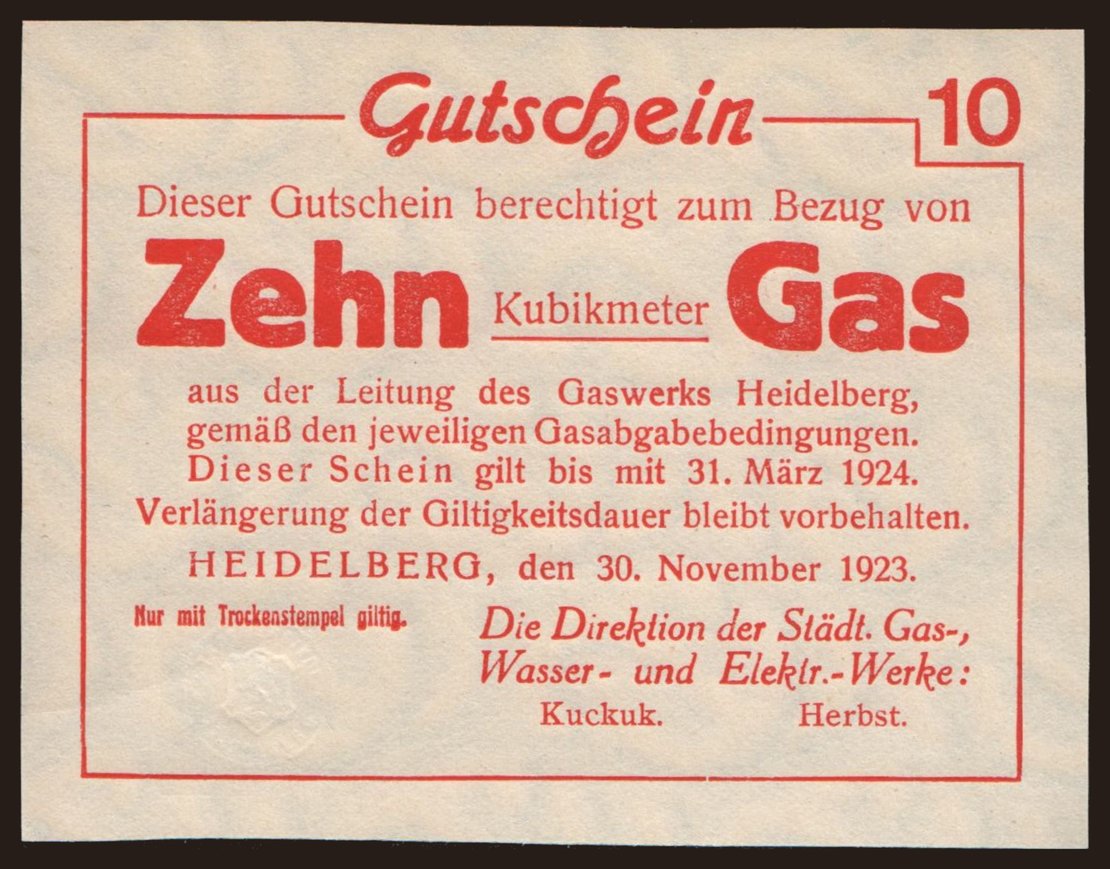 Gutschein
10
Dieser Gutschein berechtigt zum Bezug von
Zehn Kubikmeter Gas
aus der Leitung des Gaswerks Heidelberg,
gemäß den jeweiligen Gasabgabebedingungen.
Dieser Schein gilt bis mit 31. März 1924.
Verlängerung der Giltigkeitsdauer bleibt vorbehalten.
HEIDELBERG, den 30. November 1923.
Nur mit Trockenstempel giltig.
Die Direktion der Städt. Gas-,
Wasser- und Elektr.-Werke:
Kuckuk. Herbst.